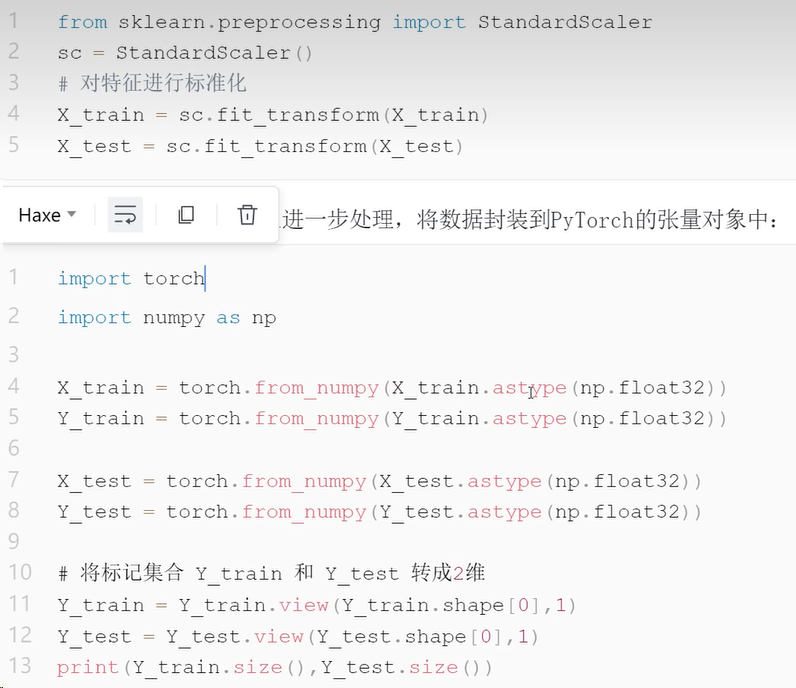 1 from sklearn.preprocessing import StandardScaler
2 sc = StandardScaler()
3 # 对特征进行标准化
4 X_train = sc.fit_transform(X_train)
5 X_test = sc.fit_transform(X_test)
Haxe
进一步处理，将数据封装到PyTorch的张量对象中：
1 import torch
2 import numpy as np
3
4 X_train = torch.from_numpy(X_train.astype(np.float32))
5 Y_train = torch.from_numpy(Y_train.astype(np.float32))
6
7 X_test = torch.from_numpy(X_test.astype(np.float32))
8 Y_test = torch.from_numpy(Y_test.astype(np.float32))
9
10 # 将标记集合 Y_train 和 Y_test 转成2维
11 Y_train = Y_train.view(Y_train.shape[0],1)
12 Y_test = Y_test.view(Y_test.shape[0],1)
13 print(Y_train.size(),Y_test.size())